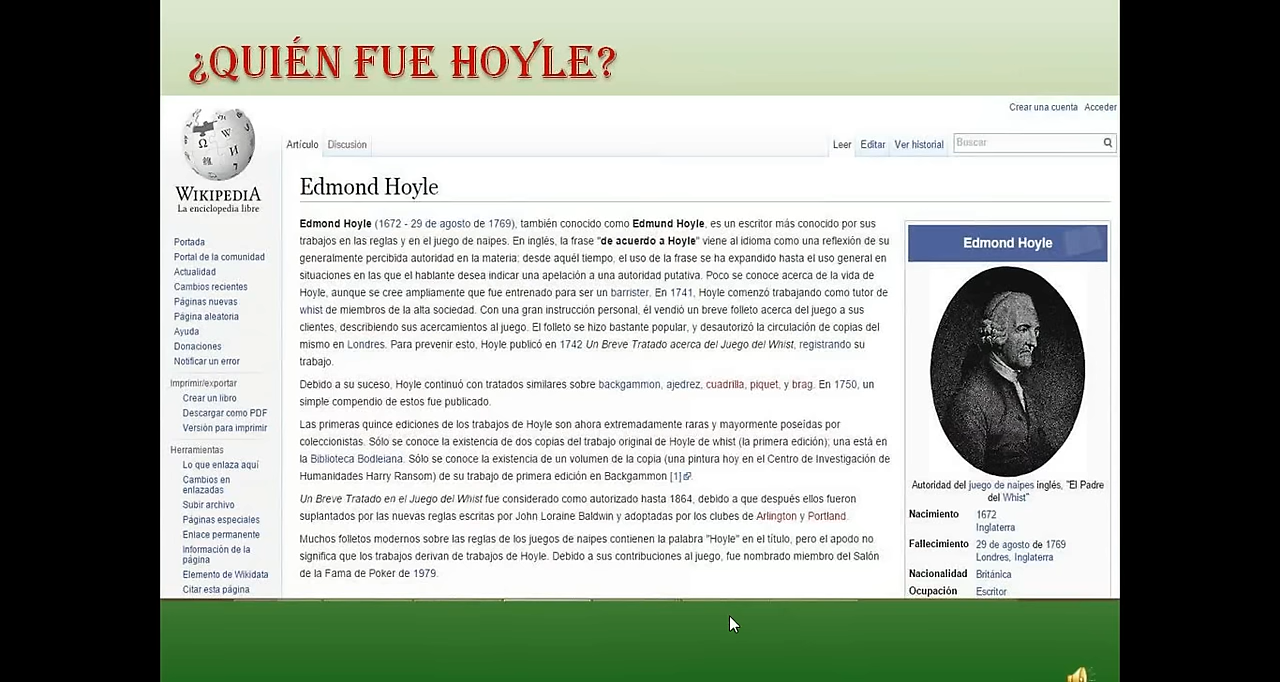 ¿QUIÉN FUE HOYLE?
Crear una cuenta Acceder
Artículo Discusión Leer Editar Ver historial Buscar
WIKIPEDIA
La enciclopedia libre
Portada
Portal de la comunidad
Actualidad
Cambios recientes
Páginas nuevas
Página aleatoria
Ayuda
Donaciones
Notificar un error
Imprimir/exportar
Crear un libro
Descargar como PDF
Versión para imprimir
Herramientas
Lo que enlaza aquí
Cambios en
enlazadas
Subir archivo
Páginas especiales
Enlace permanente
Información de la
página
Elemento de Wikidata
Citar esta página
Edmond Hoyle
Edmond Hoyle (1672 - 29 de agosto de 1769), también conocido como Edmund Hoyle, es un escritor más conocido por sus
trabajos en las reglas y en el juego de naipes. En inglés, la frase "de acuerdo a Hoyle" viene al idioma como una reflexión de su
generalmente percibida autoridad en la materia; desde aquél tiempo, el uso de la frase se ha expandido hasta el uso general en
situaciones en las que el hablante desea indicar una apelación a una autoridad putativa. Poco se conoce acerca de la vida de
Hoyle, aunque se cree ampliamente que fue entrenado para ser un barrister. En 1741, Hoyle comenzó trabajando como tutor de
whist de miembros de la alta sociedad. Con una gran instrucción personal, él vendió un breve folleto acerca del juego a sus
clientes, describiendo sus acercamientos al juego. El folleto se hizo bastante popular, y desautorizó la circulación de copias del
mismo en Londres. Para prevenir esto, Hoyle publicó en 1742 Un Breve Tratado acerca del Juego del Whist, registrando su
trabajo.
Debido a su suceso, Hoyle continuó con tratados similares sobre backgammon, ajedrez, cuadrilla, piquet, y brag. En 1750, un
simple compendio de estos fue publicado.
Las primeras quince ediciones de los trabajos de Hoyle son ahora extremadamente raras y mayormente poseídas por
coleccionistas. Sólo se conoce la existencia de dos copias del trabajo original de Hoyle de whist (la primera edición); una está en
la Biblioteca Bodleiana. Sólo se conoce la existencia de un volumen de la copia (una pintura hoy en el Centro de Investigación de
Humanidades Harry Ransom) de su trabajo de primera edición en Backgammon [1].
Un Breve Tratado en el Juego del Whist fue considerado como autorizado hasta 1864, debido a que después ellos fueron
suplantados por las nuevas reglas escritas por John Loraine Baldwin y adoptadas por los clubes de Arlington y Portland.
Muchos folletos modernos sobre las reglas de los juegos de naipes contienen la palabra "Hoyle" en el título, pero el apodo no
significa que los trabajos derivan de trabajos de Hoyle. Debido a sus contribuciones al juego, fue nombrado miembro del Salón
de la Fama de Poker de 1979.
Edmond Hoyle
Autoridad del juego de naipes inglés, "El Padre
del Whist"
Nacimiento 1672
Inglaterra
Fallecimiento 29 de agosto de 1769
Londres, Inglaterra
Nacionalidad Británica
Ocupación Escritor